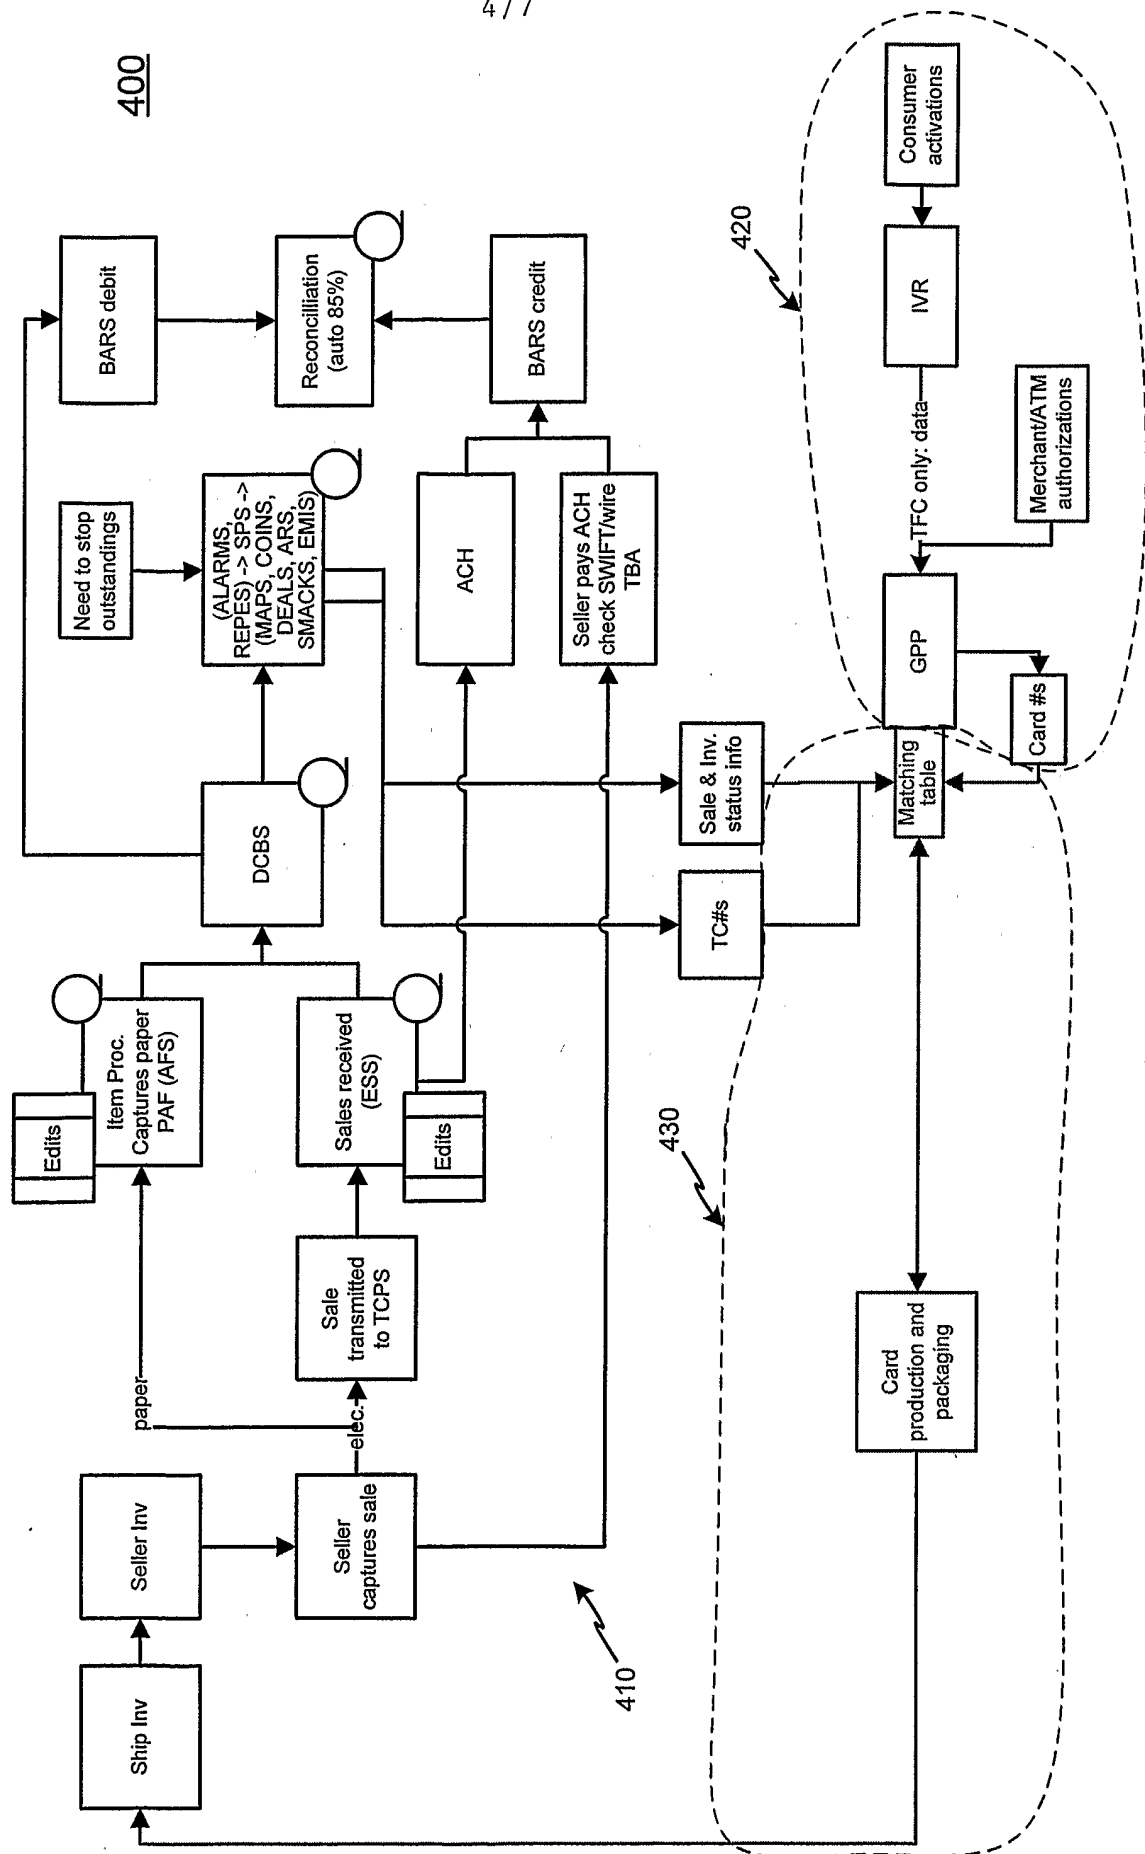 4/7
400
Ship Inv
Seller Inv
Seller
captures sale
paper
elec.
Sale
transmitted
to TCPS
Edits
Item Proc.
Captures paper
PAF (AFS)
Sales received
(ESS)
Edits
DCBS
Need to stop
outstandings
(ALARMS,
REPES) -> SPS ->
(MAPS, COINS,
DEALS, ARS,
SMACKS, EMIS)
ACH
Seller pays ACH
check SWIFT/wire
TBA
BARS debit
Reconcilliation
(auto 85%)
BARS credit
410
TC#s
Sale & Inv.
status info
430
Card
production and
packaging
Matching
table
GPP
Card #s
TFC only: data
420
IVR
Consumer
activations
Merchant/ATM
authorizations